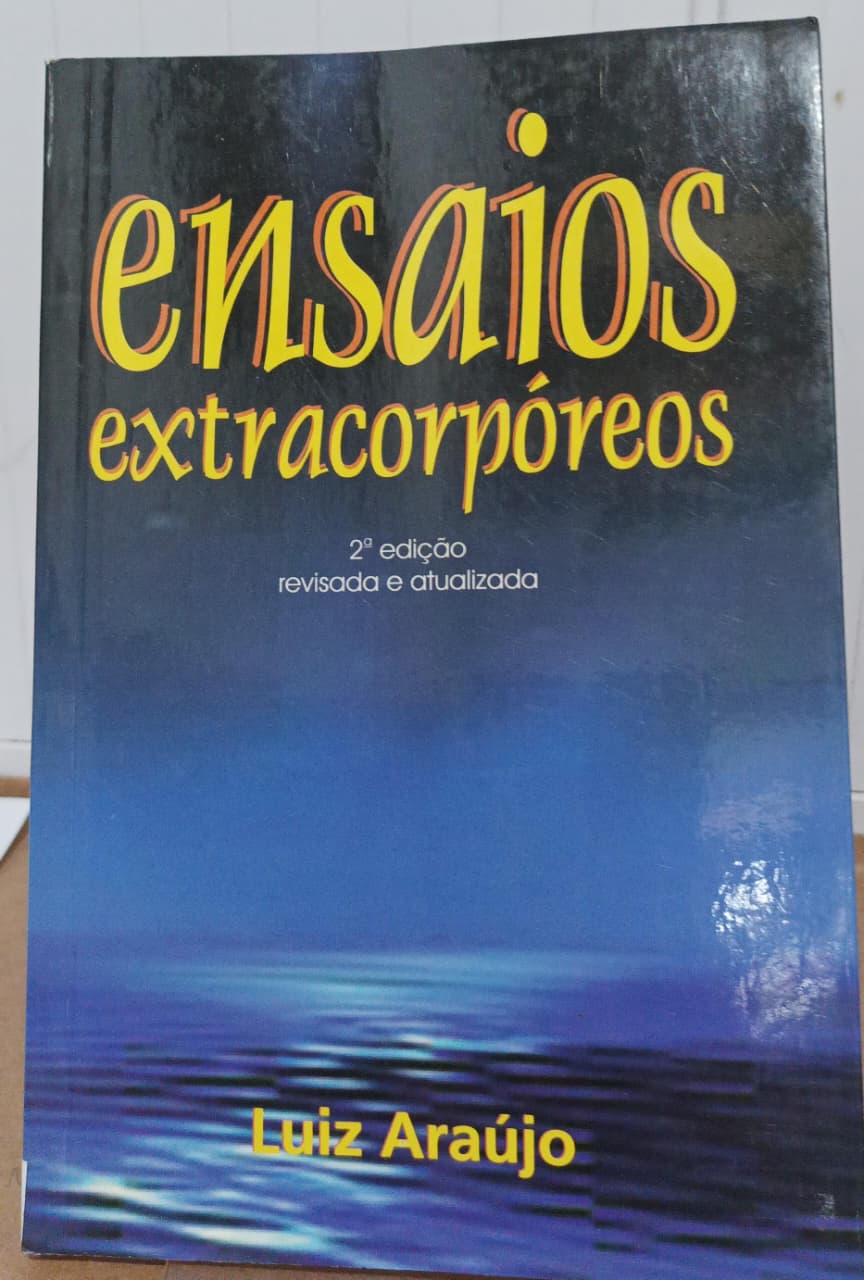 ensaios
extracorpóreos
2ª edição
revisada e atualizada
Luiz Araújo